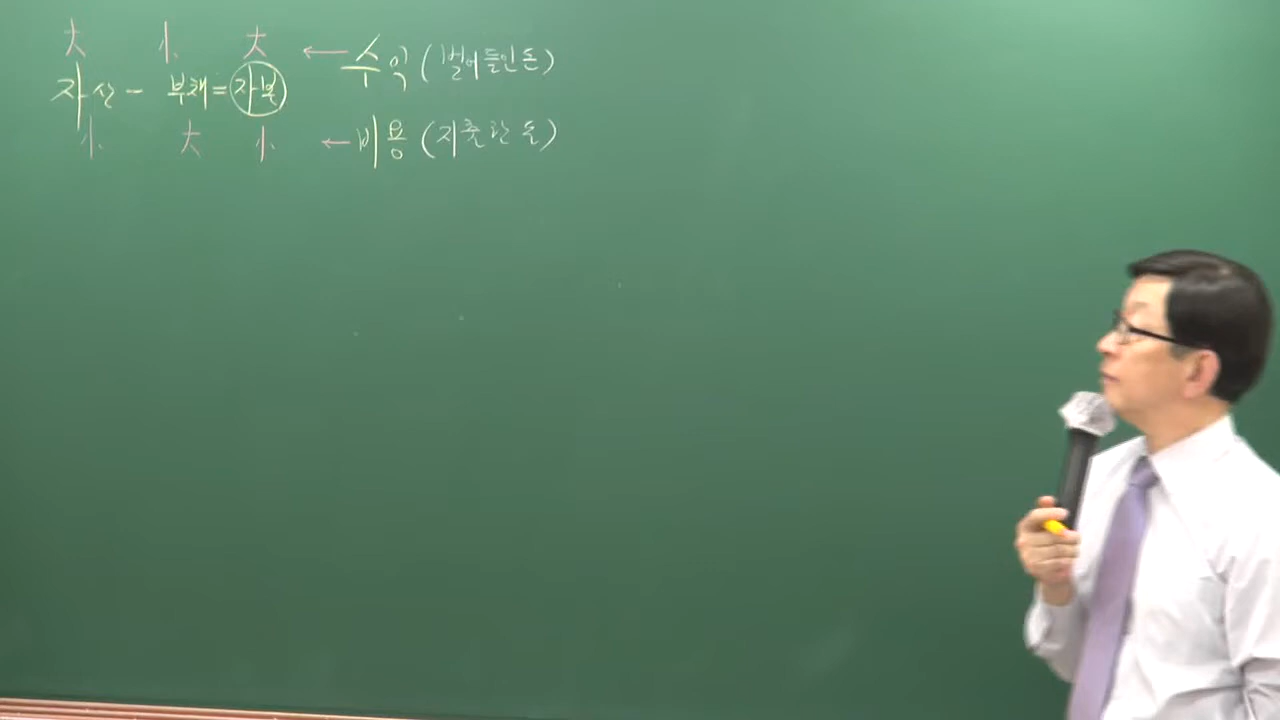 大 小 大 ← 수익 (벌어들인 돈)
자산 - 부채 = 자본
小 大 小 ← 비용 (지출한 돈)